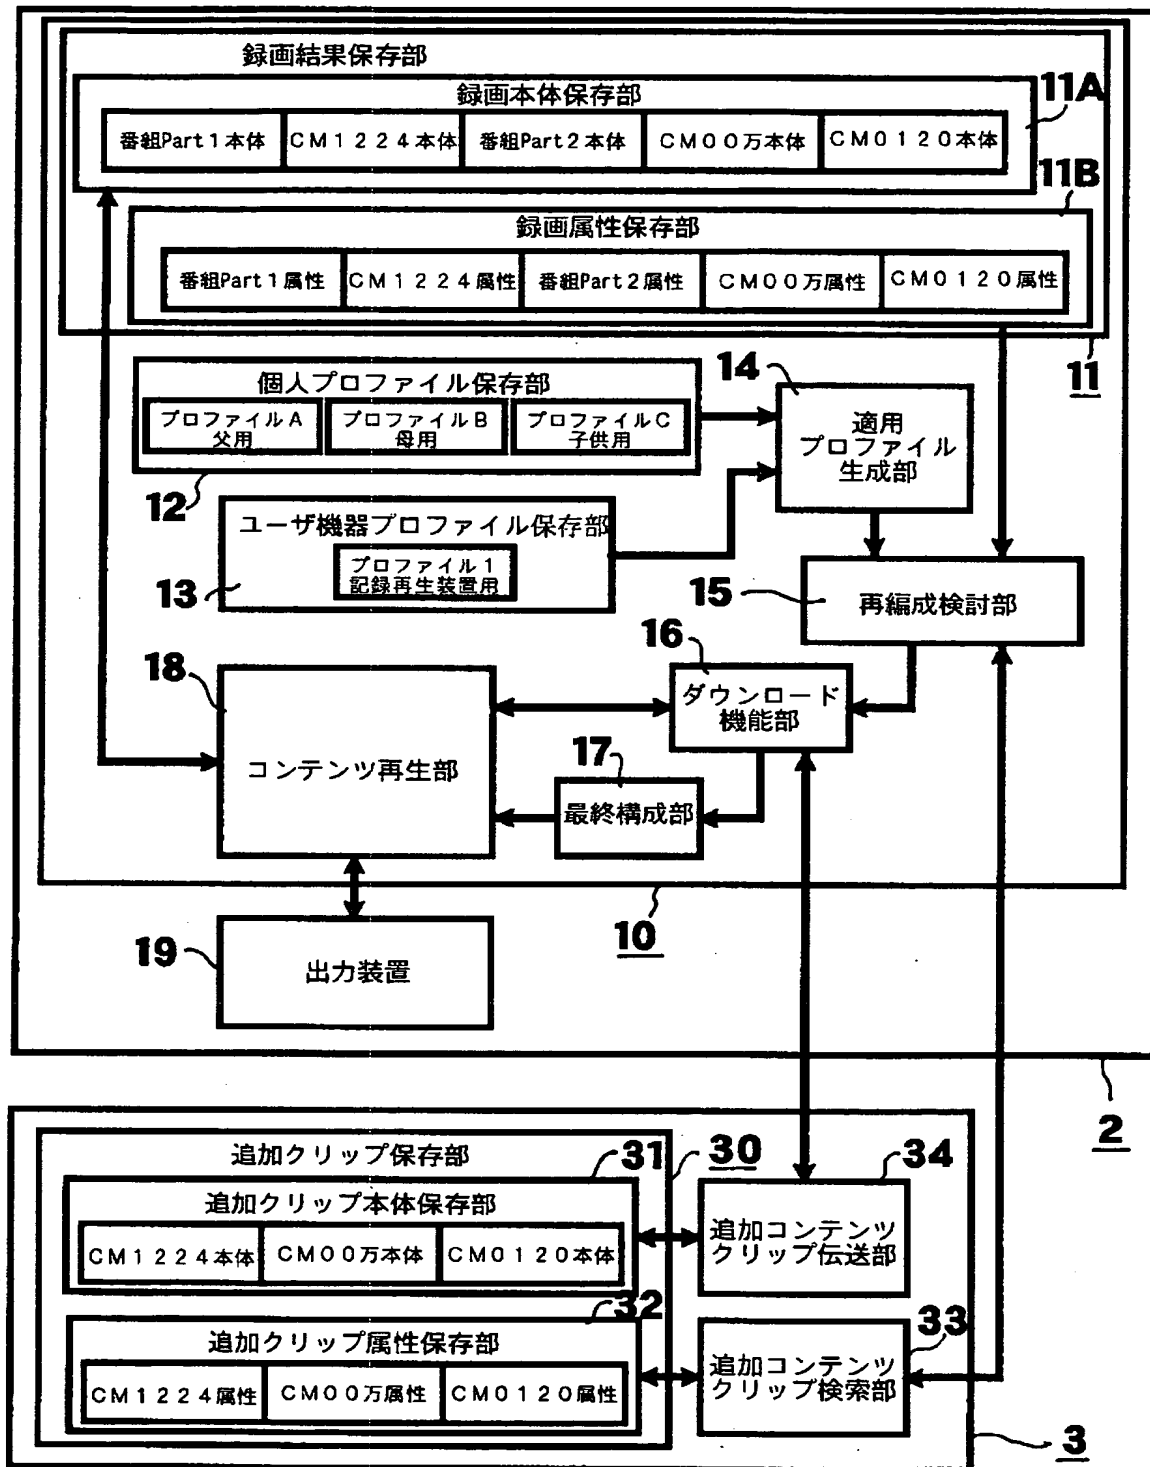 録画結果保存部
録画本体保存部
11A
番組Part1本体
CM1224本体
番組Part2本体
CM00万本体
CM0120本体
11B
録画属性保存部
番組Part1属性
CM1224属性
番組Part2属性
CM00万属性
CM0120属性
11
個人プロファイル保存部
プロファイルA
父用
プロファイルB
母用
プロファイルC
子供用
12
14
適用
プロファイル
生成部
ユーザ機器プロファイル保存部
プロファイル1
記録再生装置用
13
15
再編成検討部
16
ダウンロード
機能部
18
コンテンツ再生部
17
最終構成部
10
19
出力装置
2
追加クリップ保存部
30
31
追加クリップ本体保存部
CM1224本体
CM00万本体
CM0120本体
34
追加コンテンツ
クリップ伝送部
32
追加クリップ属性保存部
CM1224属性
CM00万属性
CM0120属性
33
追加コンテンツ
クリップ検索部
3